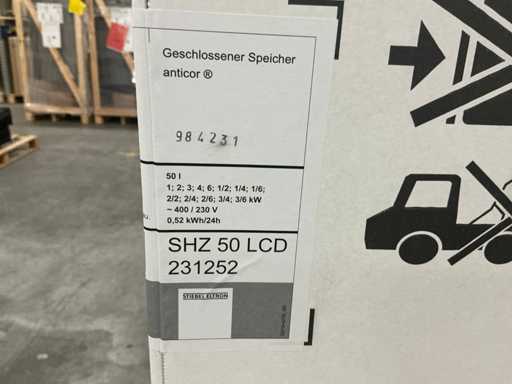 Geschlossener Speicher
anticor ®
984231
50 l
1; 2; 3; 4; 6; 1/2; 1/4; 1/6;
2/2; 2/4; 2/6; 3/4; 3/6 kW
~ 400 / 230 V
0,52 kWh/24h
SHZ 50 LCD
231252
STIEBEL ELTRON